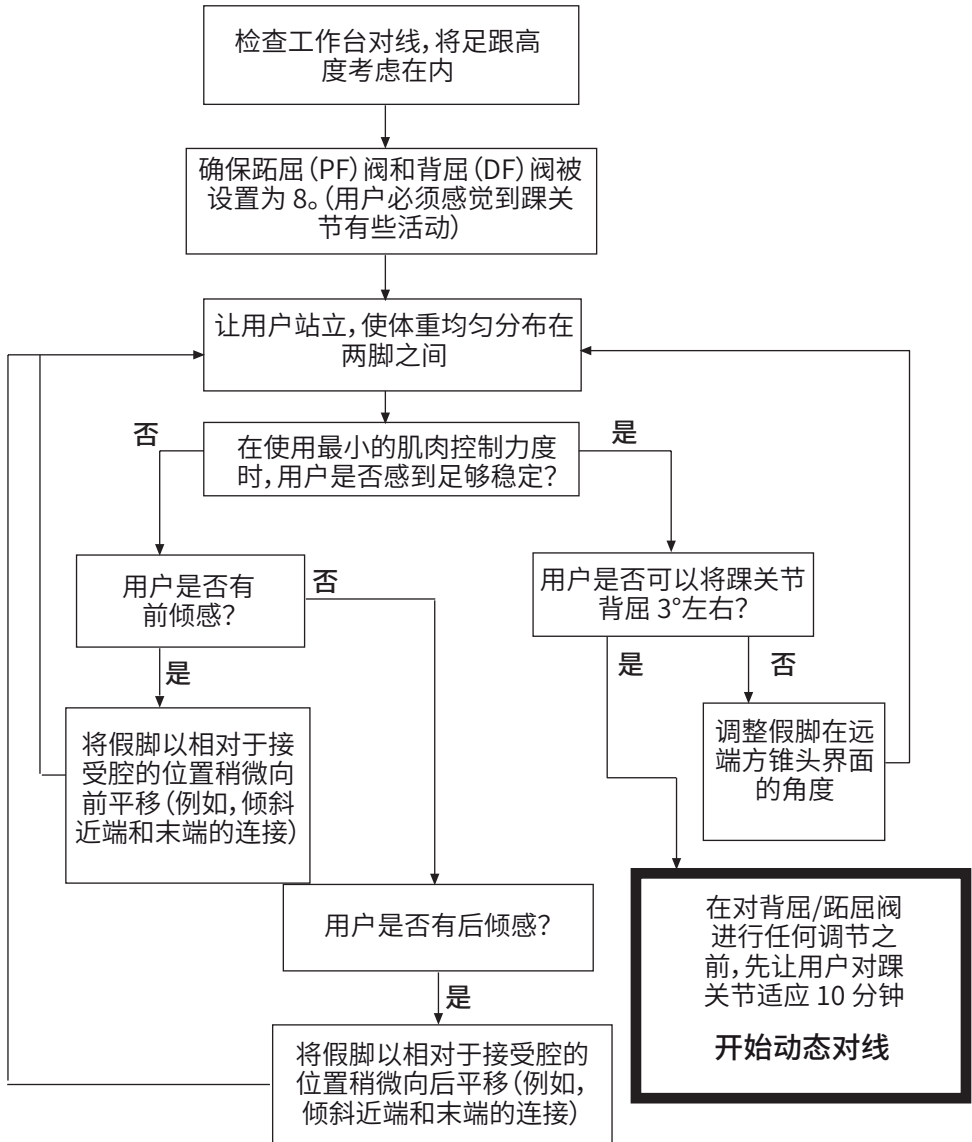 检查工作台对线，将足跟高
度考虑在内
确保跖屈（PF）阀和背屈（DF）阀被
设置为 8。（用户必须感觉到踝关
节有些活动）
让用户站立，使体重均匀分布在
两脚之间
否
是
在使用最小的肌肉控制力度
时，用户是否感到足够稳定？
用户是否有
前倾感？
否
用户是否可以将踝关节
背屈 3°左右？
是
是
否
将假脚以相对于接
受腔的位置稍微向
前平移（例如，倾斜
近端和末端的连接）
调整假脚在远
端方锥头界面
的角度
用户是否有后倾感？
是
在对背屈/跖屈阀
进行任何调节之
前，先让用户对踝
关节适应 10 分钟
开始动态对线
将假脚以相对于接受腔的
位置稍微向后平移（例如，
倾斜近端和末端的连接）